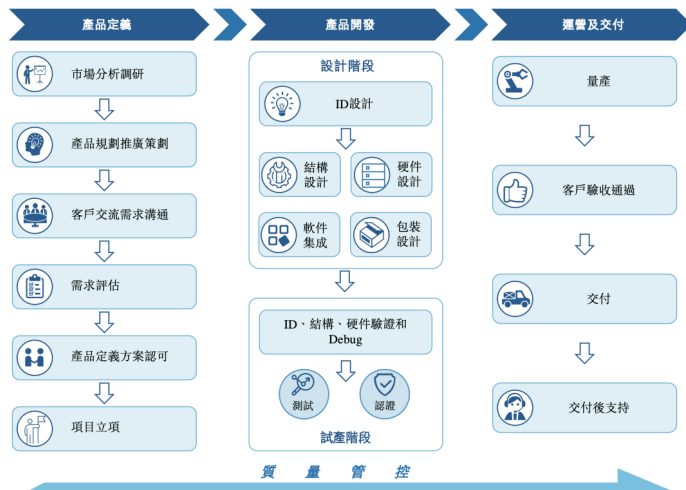 產品定義
市場分析調研
產品規劃推廣策劃
客戶交流需求溝通
需求評估
產品定義方案認可
項目立項
產品開發
設計階段
ID設計
結構
設計
硬件
設計
軟件
集成
包裝
設計
ID、結構、硬件驗證和
Debug
測試
認證
試產階段
運營及交付
量產
客戶驗收通過
交付
交付後支持
質量管控